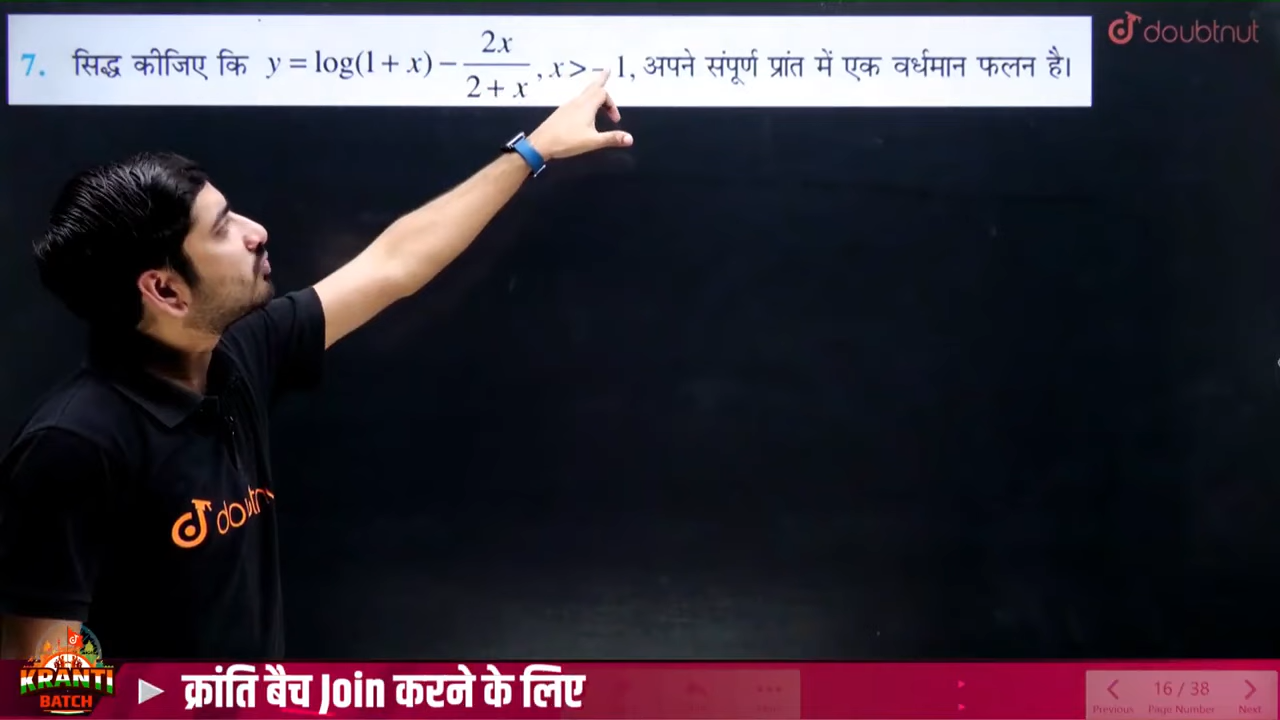 doubtnut
7. सिद्ध कीजिए कि y = log(1 + x) − 2x/(2 + x), x > − 1, अपने संपूर्ण प्रांत में एक वर्धमान फलन है।
KRANTI
BATCH
क्रांति बैच Join करने के लिए
16 / 38
Previous Page Number Next